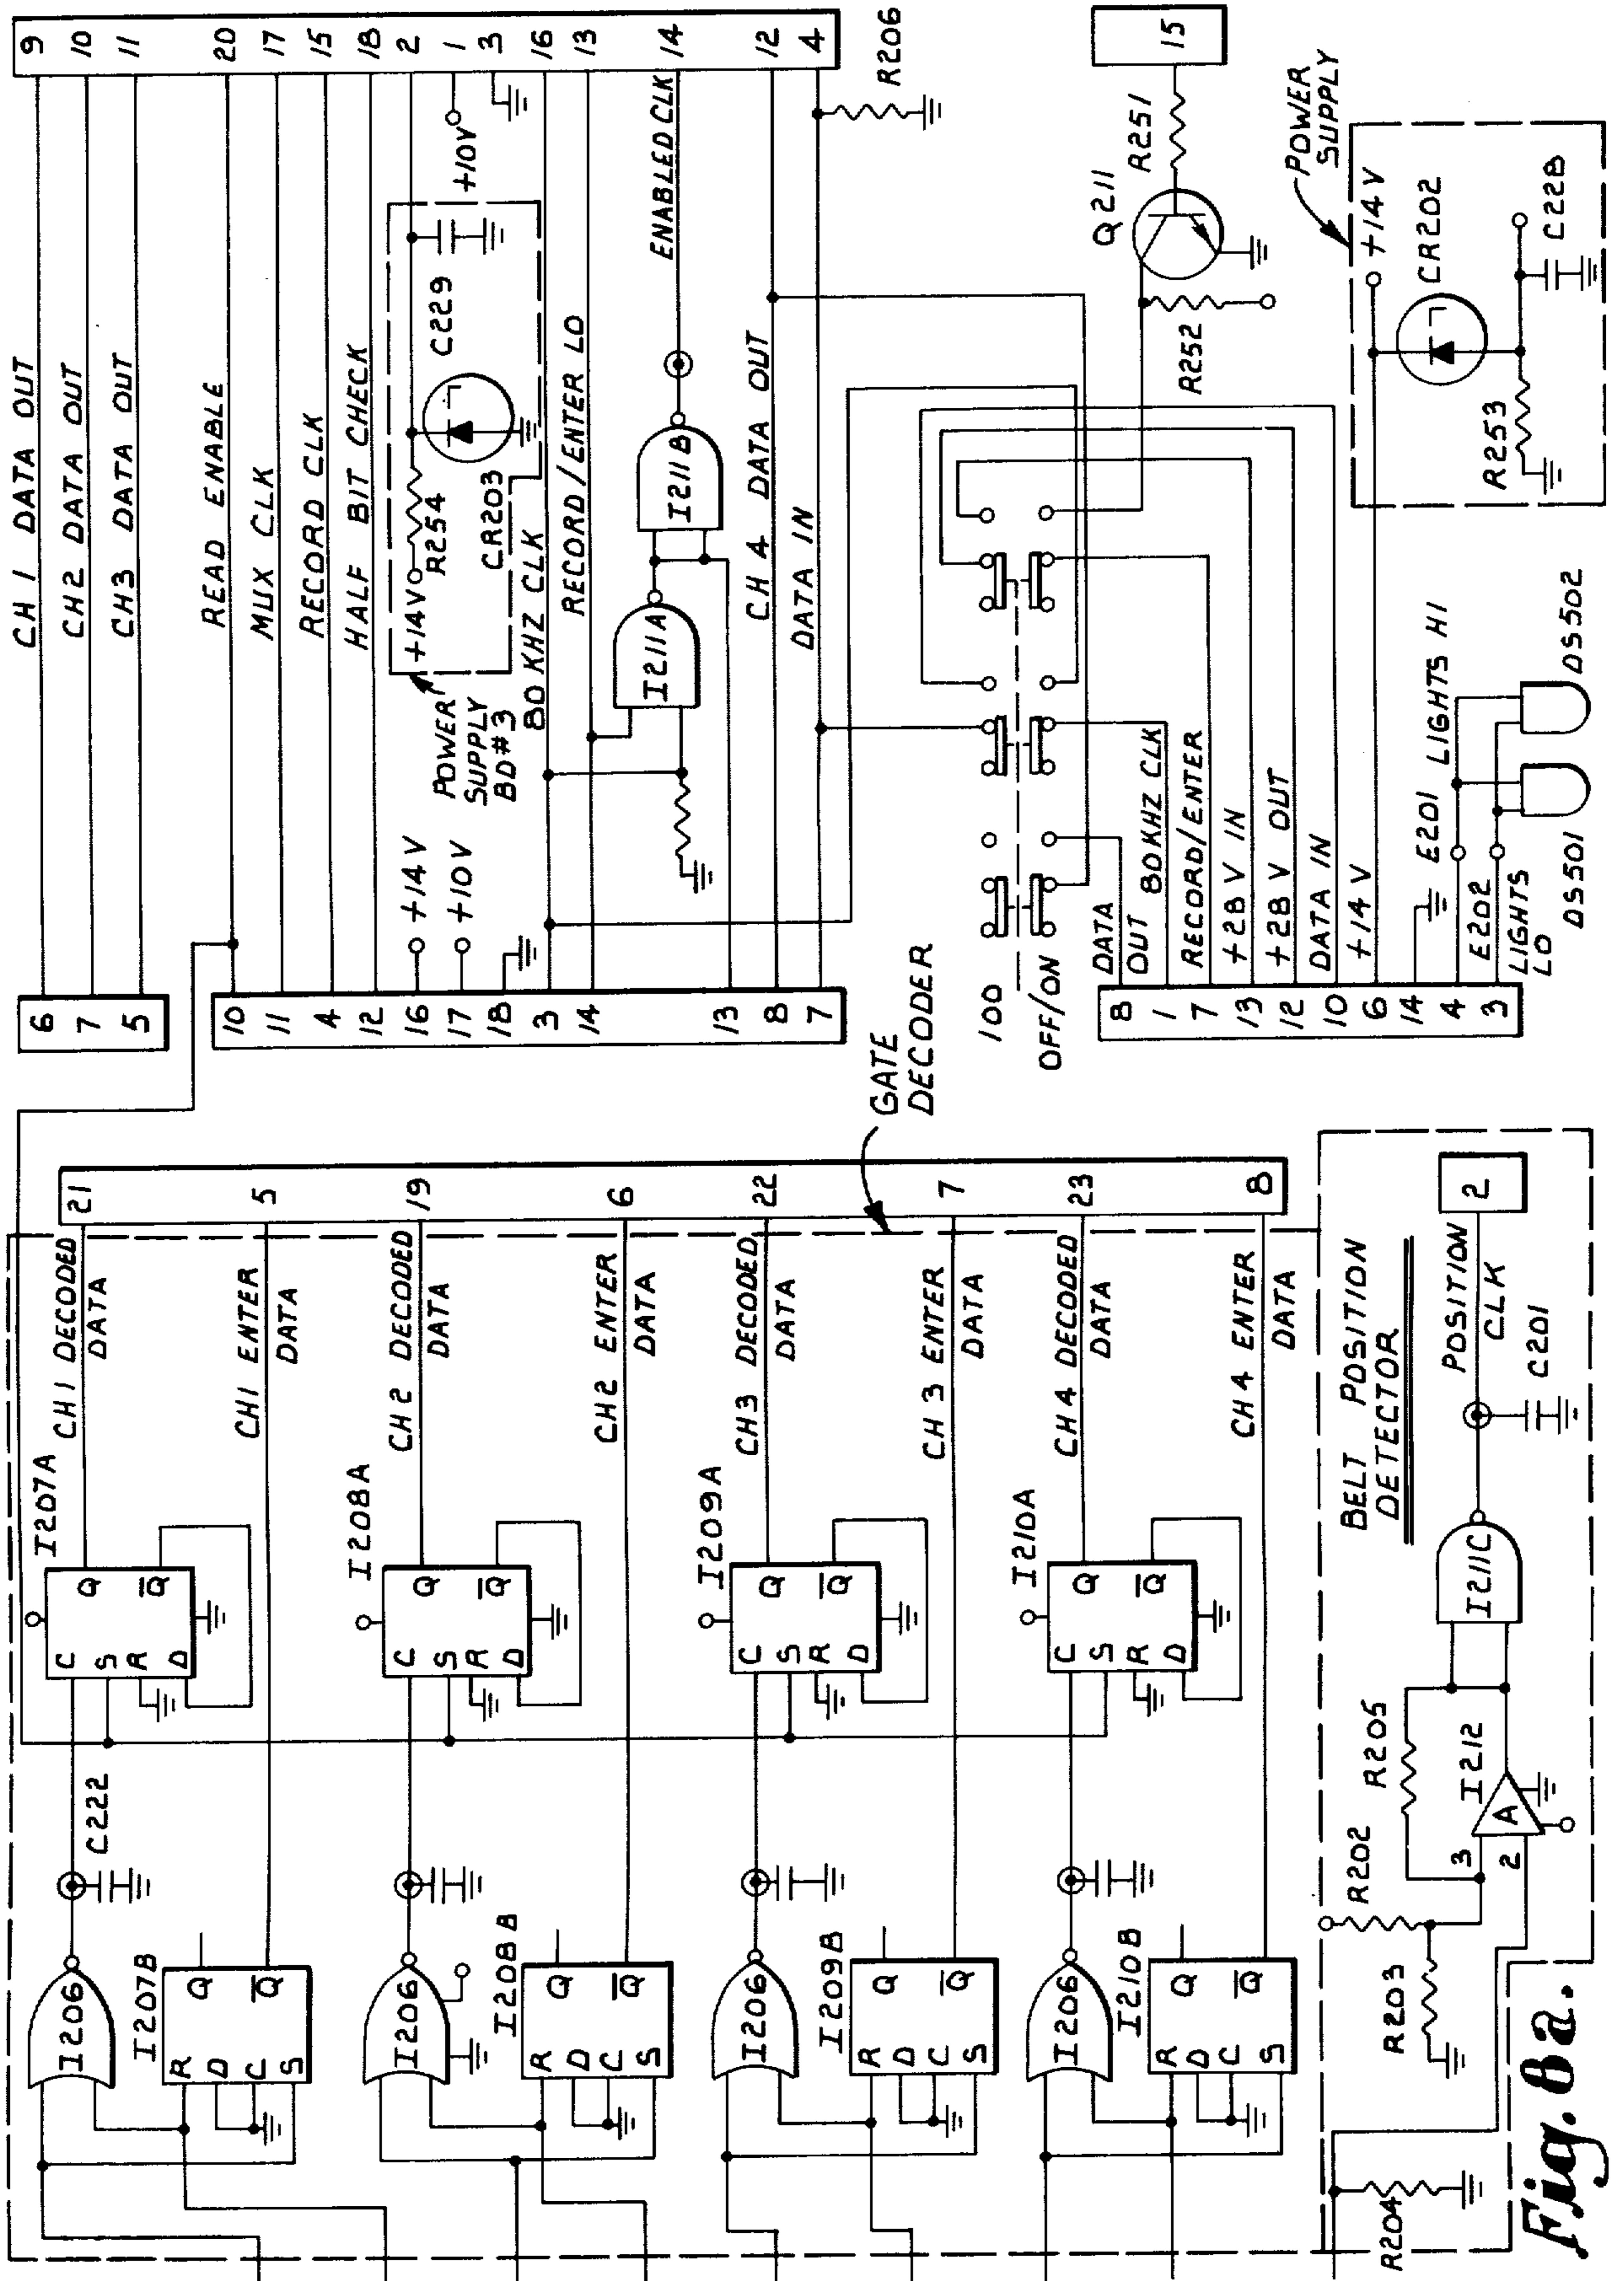 CH 1 DATA OUT
9
CH2 DATA OUT
10
CH3 DATA OUT
11
6
7
5
READ ENABLE
20
MUX CLK
17
RECORD CLK
15
HALF BIT CHECK
18
2
1
3
16
13
14
12
4
+10V
+14V
R254
C229
CR203
POWER
SUPPLY
BD#3
+14V
+10V
80 KHZ CLK
RECORD/ENTER LO
I211A
I211B
ENABLED CLK
CH 4 DATA OUT
DATA IN
R206
10
11
4
12
16
17
18
3
14
13
8
7
GATE
DECODER
100
OFF/ON
Q211
R251
15
R252
DATA
OUT
80KHZ CLK
RECORD/ENTER
+28V IN
+28V OUT
DATA IN
+14 V
8
1
7
13
12
10
6
14
4
3
E201
LIGHTS HI
E202
LIGHTS
LO
DS501
DS502
POWER
SUPPLY
+14 V
CR202
R253
C228
21
5
19
6
22
7
23
8
CH1 DECODED
DATA
CH1 ENTER
DATA
CH2 DECODED
DATA
CH2 ENTER
DATA
CH3 DECODED
DATA
CH3 ENTER
DATA
CH4 DECODED
DATA
CH4 ENTER
DATA
I207A
C
S
R
D
Q
Q̅
I208A
C
S
R
D
Q
Q̅
I209A
C
S
R
D
Q
Q̅
I210A
C
S
R
D
Q
Q̅
C222
I206
I207B
R
D
C
S
Q
Q̅
I206
I208B
R
D
C
S
Q
Q̅
I206
I209B
R
D
C
S
Q
Q̅
I206
I210B
R
D
C
S
Q
Q̅
BELT POSITION
DETECTOR
POSITION
CLK
2
C201
I211C
R205
I212
A
3
2
R202
R203
R204
Fig. 8a.